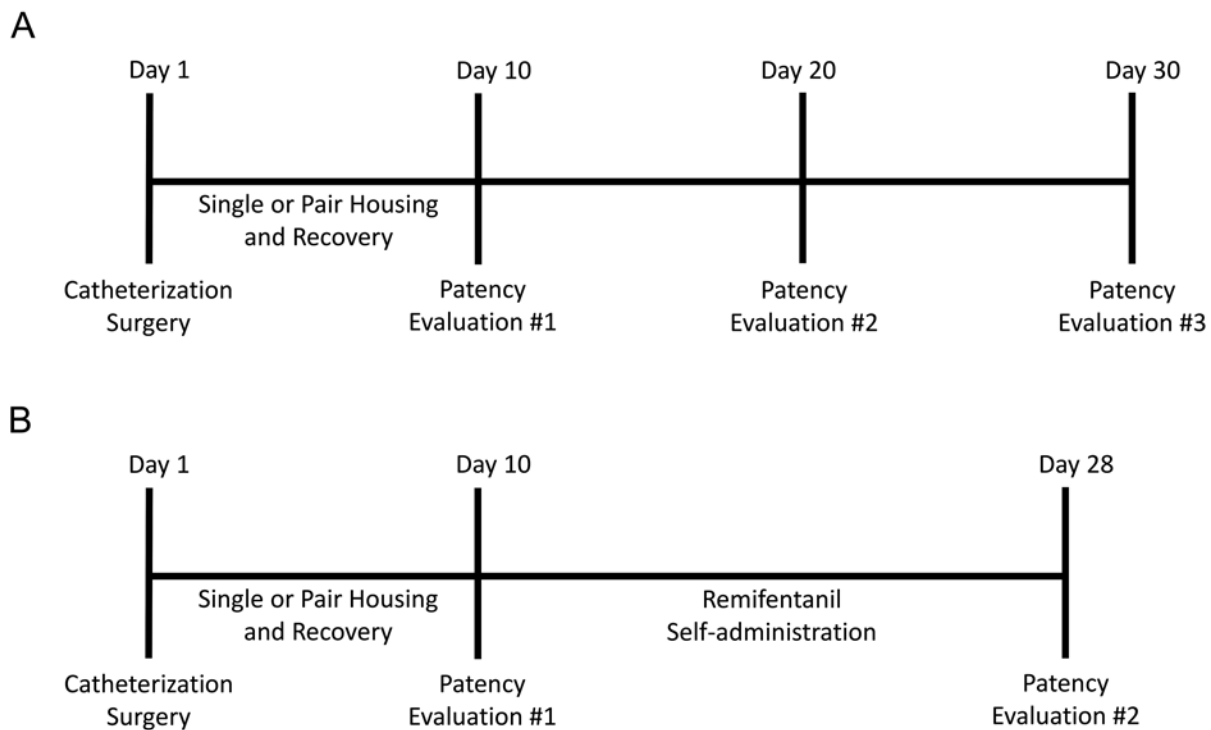 A
Day 1
Day 10
Day 20
Day 30
Single or Pair Housing
and Recovery
Catheterization
Surgery
Patency
Evaluation #1
Patency
Evaluation #2
Patency
Evaluation #3
B
Day 1
Day 10
Day 28
Single or Pair Housing
and Recovery
Remifentanil
Self-administration
Catheterization
Surgery
Patency
Evaluation #1
Patency
Evaluation #2